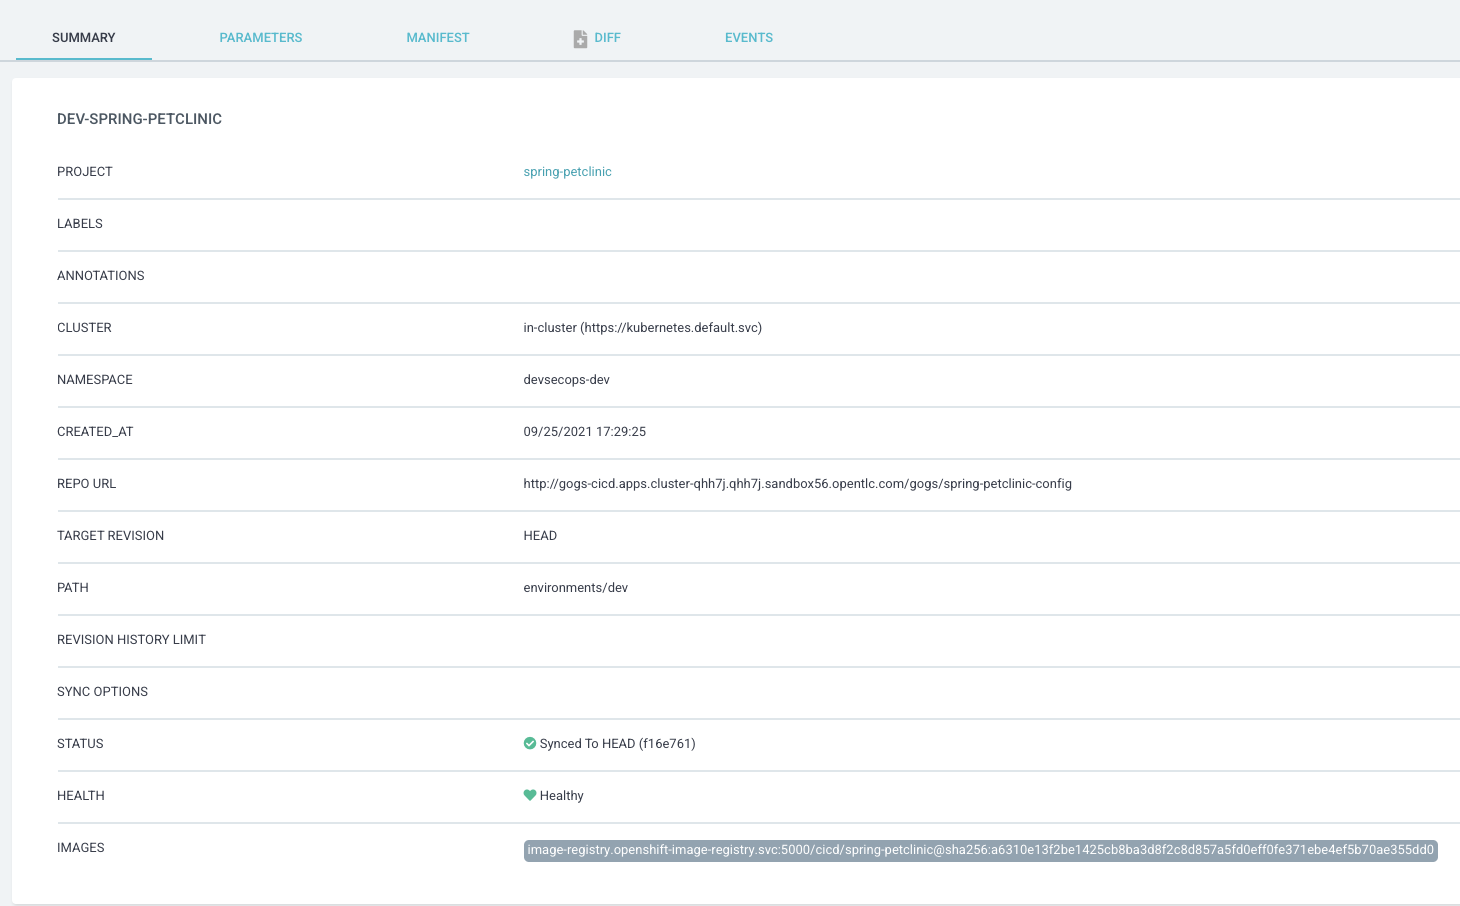 SUMMARY PARAMETERS MANIFEST DIFF EVENTS
DEV-SPRING-PETCLINIC
PROJECT spring-petclinic
LABELS
ANNOTATIONS
CLUSTER in-cluster (https://kubernetes.default.svc)
NAMESPACE devsecops-dev
CREATED_AT 09/25/2021 17:29:25
REPO URL http://gogs-cicd.apps.cluster-qhh7j.qhh7j.sandbox56.opentlc.com/gogs/spring-petclinic-config
TARGET REVISION HEAD
PATH environments/dev
REVISION HISTORY LIMIT
SYNC OPTIONS
STATUS Synced To HEAD (f16e761)
HEALTH Healthy
IMAGES image-registry.openshift-image-registry.svc:5000/cicd/spring-petclinic@sha256:a6310e13f2be1425cb8ba3d8f2c8d857a5fd0eff0fe371ebe4ef5b70ae355dd0